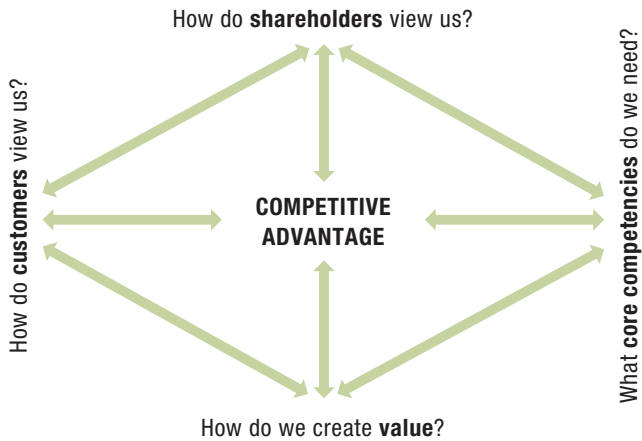 How do shareholders view us?
How do customers view us?
COMPETITIVE
ADVANTAGE
What core competencies do we need?
How do we create value?